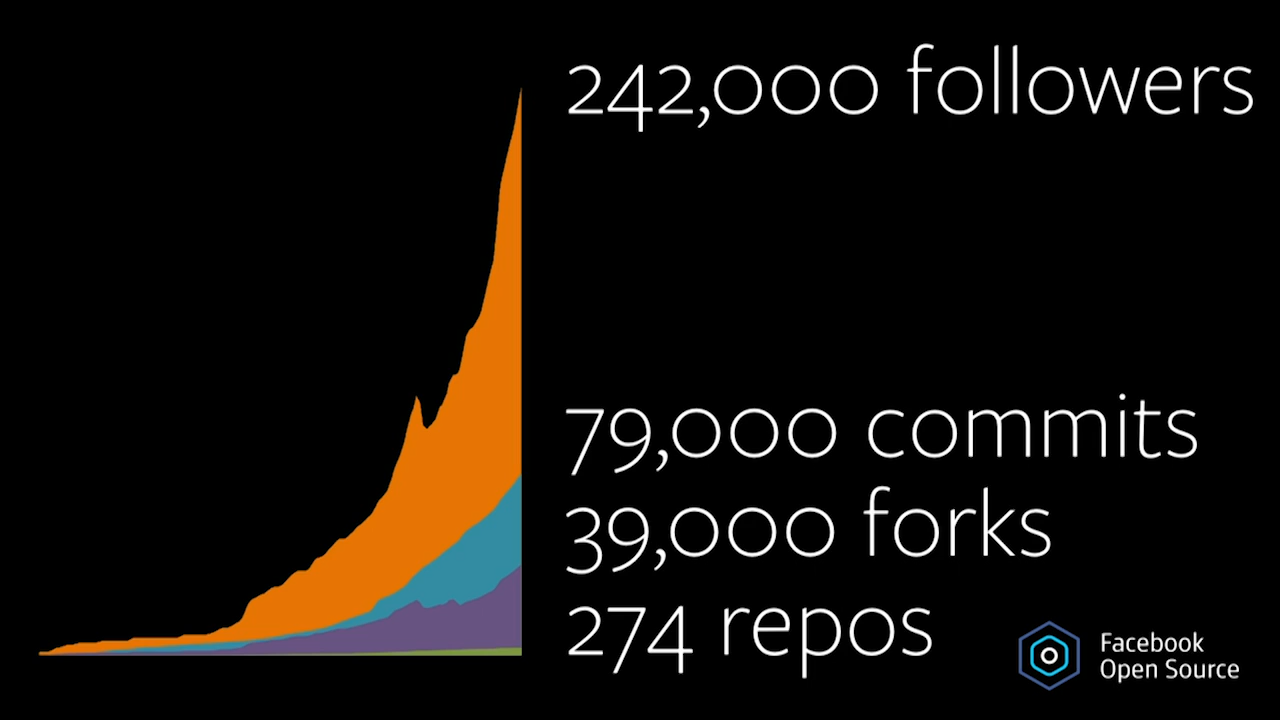 242,000 followers
79,000 commits
39,000 forks
274 repos
Facebook
Open Source